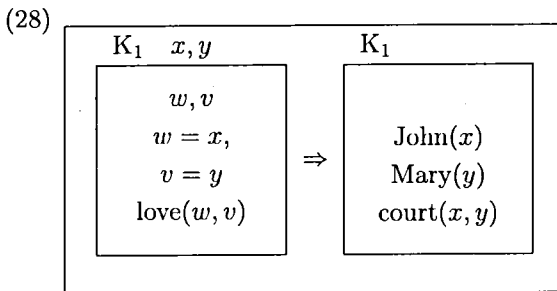 (28)
K₁ x, y K₁
w, v
w = x,
v = y ⇒ John(x)
Mary(y)
love(w, v) court(x, y)